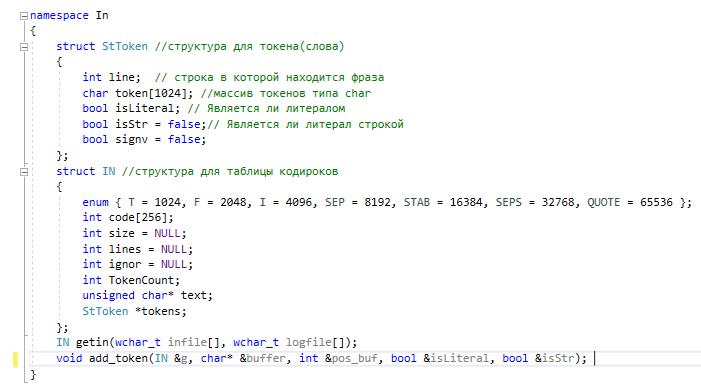 namespace In
{
struct StToken //структура для токена(слова)
{
int line;  // строка в которой находится фраза
char token[1024]; //массив токенов типа char
bool isLiteral; // Является ли литералом
bool isStr = false;// Является ли литерал строкой
bool signv = false;
};
struct IN //структура для таблицы кодироков
{
enum { T = 1024, F = 2048, I = 4096, SEP = 8192, STAB = 16384, SEPS = 32768, QUOTE = 65536 };
int code[256];
int size = NULL;
int lines = NULL;
int ignor = NULL;
int TokenCount;
unsigned char* text;
StToken *tokens;
};
IN getin(wchar_t infile[], wchar_t logfile[]);
void add_token(IN &g, char* &buffer, int &pos_buf, bool &isLiteral, bool &isStr);
}